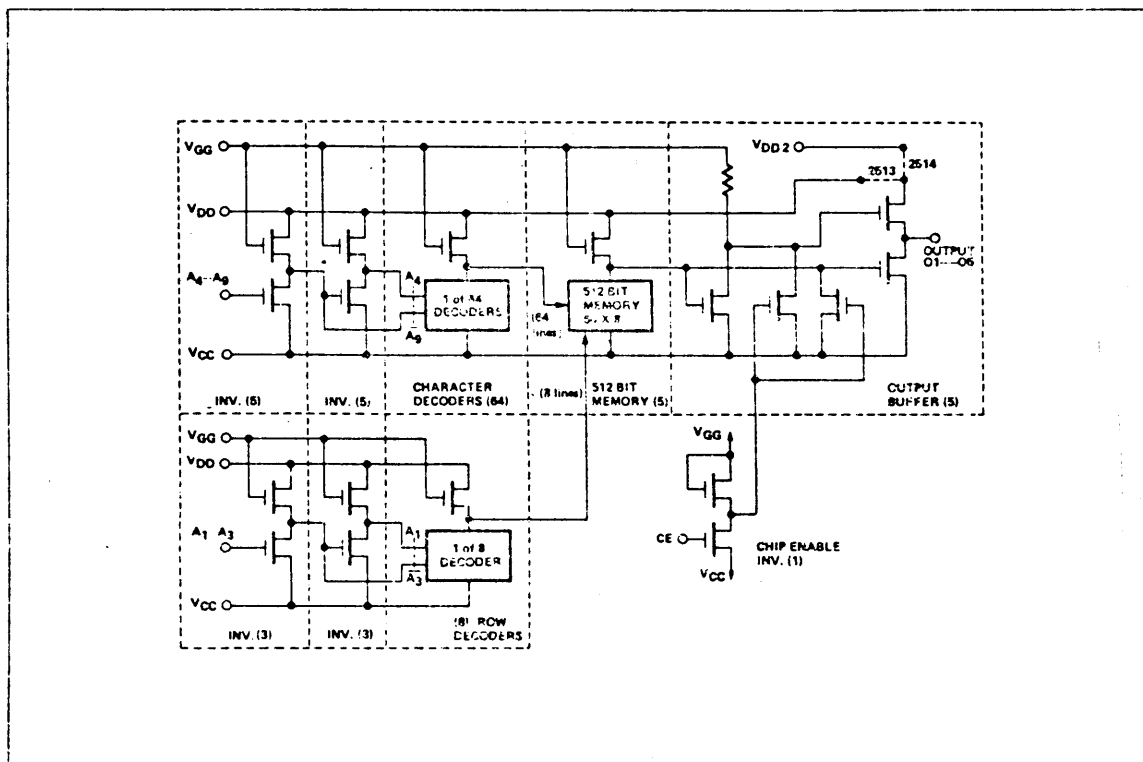 VGG
VDD 2
2513
2514
VDD
OUTPUT
O1----O5
A4--A9
A4
A9
1 of 64
DECODERS
512 BIT
MEMORY
(64
lines)
VCC
INV. (6)
CHARACTER
DECODERS (64)
(8 lines)
512 BIT
MEMORY (5)
OUTPUT
BUFFER (5)
VGG
VDD
A1 A3
A1
A3
1 of 8
DECODER
VCC
INV. (3)
INV. (3)
(8) ROW
DECODERS
VGG
CE
CHIP ENABLE
INV. (1)
VCC